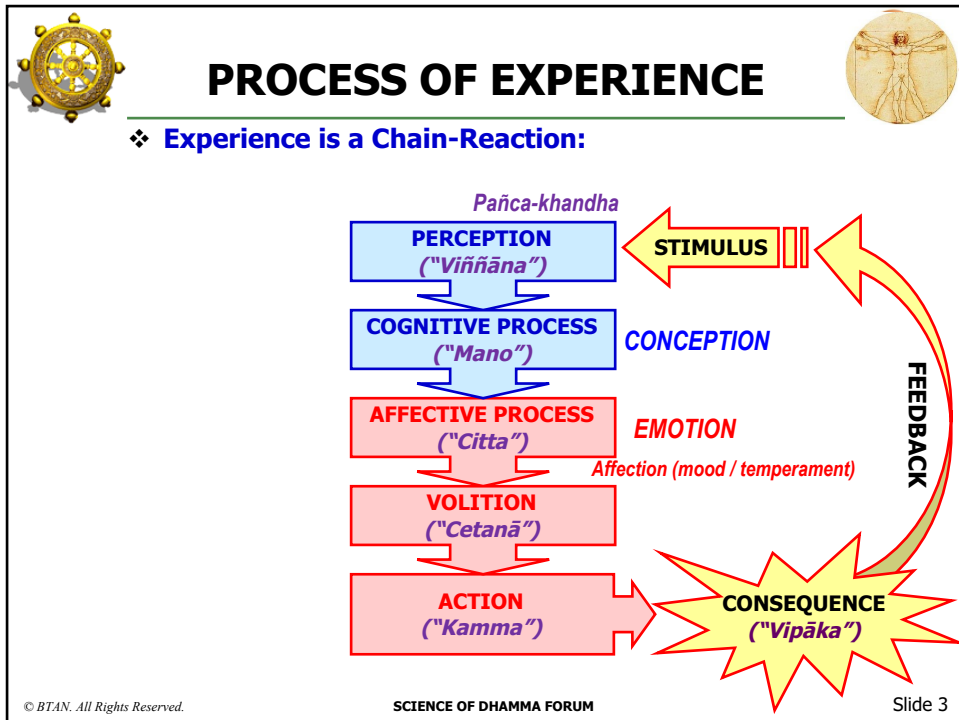 PROCESS OF EXPERIENCE
❖ Experience is a Chain-Reaction:
Pañca-khandha
PERCEPTION
(“Viññāna”)
STIMULUS
COGNITIVE PROCESS
(“Mano”)
CONCEPTION
AFFECTIVE PROCESS
(“Citta”)
EMOTION
Affection (mood / temperament)
VOLITION
(“Cetanā”)
ACTION
(“Kamma”)
CONSEQUENCE
(“Vipāka”)
FEEDBACK
© BTAN. All Rights Reserved.
SCIENCE OF DHAMMA FORUM
Slide 3